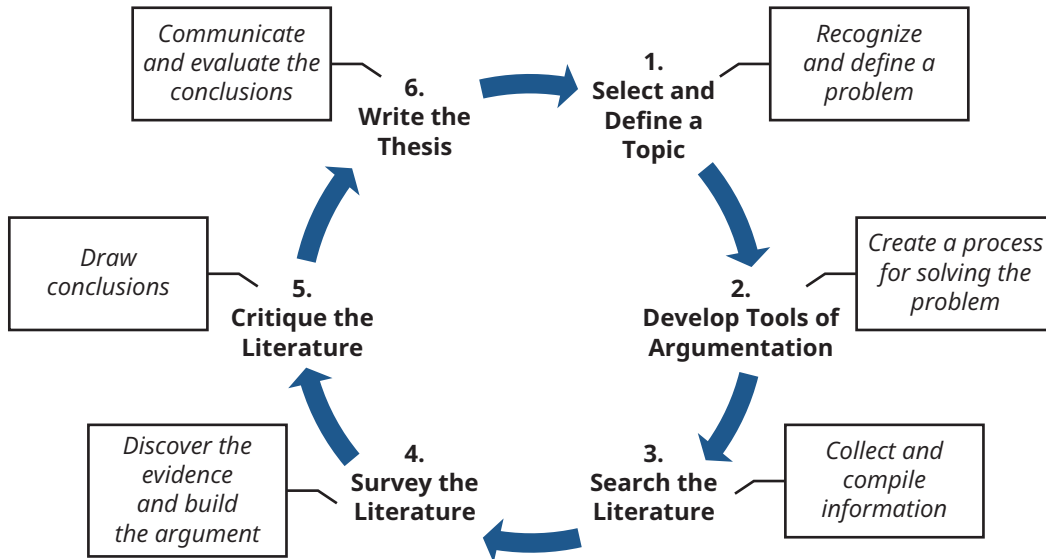 1.
Select and
Define a
Topic
Recognize
and define a
problem
2.
Develop Tools of
Argumentation
Create a process
for solving the
problem
3.
Search the
Literature
Collect and
compile
information
4.
Survey the
Literature
Discover the
evidence
and build
the argument
5.
Critique the
Literature
Draw
conclusions
6.
Write the
Thesis
Communicate
and evaluate the
conclusions